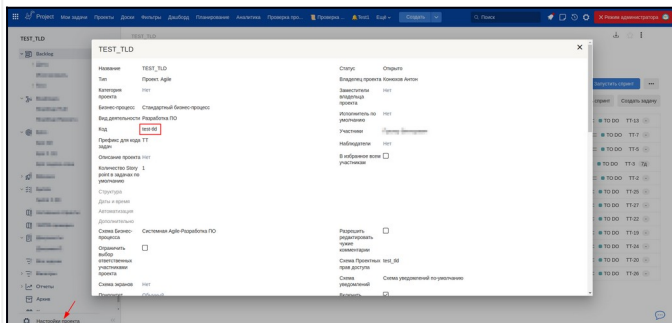 Project Мои задачи Проекты Доски Фильтры Дашборд Планирование Аналитика Проверка про... Проверка ... Ещё Создать Поиск Режим администратора
TEST_TLD
TEST_TLD
Backlog
TEST_TLD
Название TEST_TLD
Тип Проект, Agile
Категория проекта Нет
Бизнес-процесс Стандартный бизнес-процесс
Вид деятельности Разработка ПО
Код test-tld
Префикс для кода задач TT
Описание проекта Нет
Количество Story point в задачах по умолчанию 1
Структура
Даты и время
Автоматизация
Дополнительно
Схема Бизнес-процесса Системная Agile-Разработка ПО
Ограничить выбор ответственных участниками проекта
Схема экранов Нет
Приоритет Обычный
Статус Открыто
Владелец проекта Конюхов Антон
Заместители владельца проекта Нет
Исполнитель по умолчанию Нет
Участники
Наблюдатели Нет
В избранное всем участникам
Разрешить редактировать чужие комментарии
Схема Проектных прав доступа test_tld
Схема уведомлений Схема уведомлений по-умолчанию
Включить
Запустить спринт
спринт Создать задачу
TO DO TT-13
TO DO TT-7
TO DO TT-5
TO DO TT-3
TO DO TT-2
TO DO TT-25
TO DO TT-27
TO DO TT-22
TO DO TT-19
TO DO TT-24
TO DO TT-20
TO DO TT-26
Отчеты
Архив
Настройки проекта